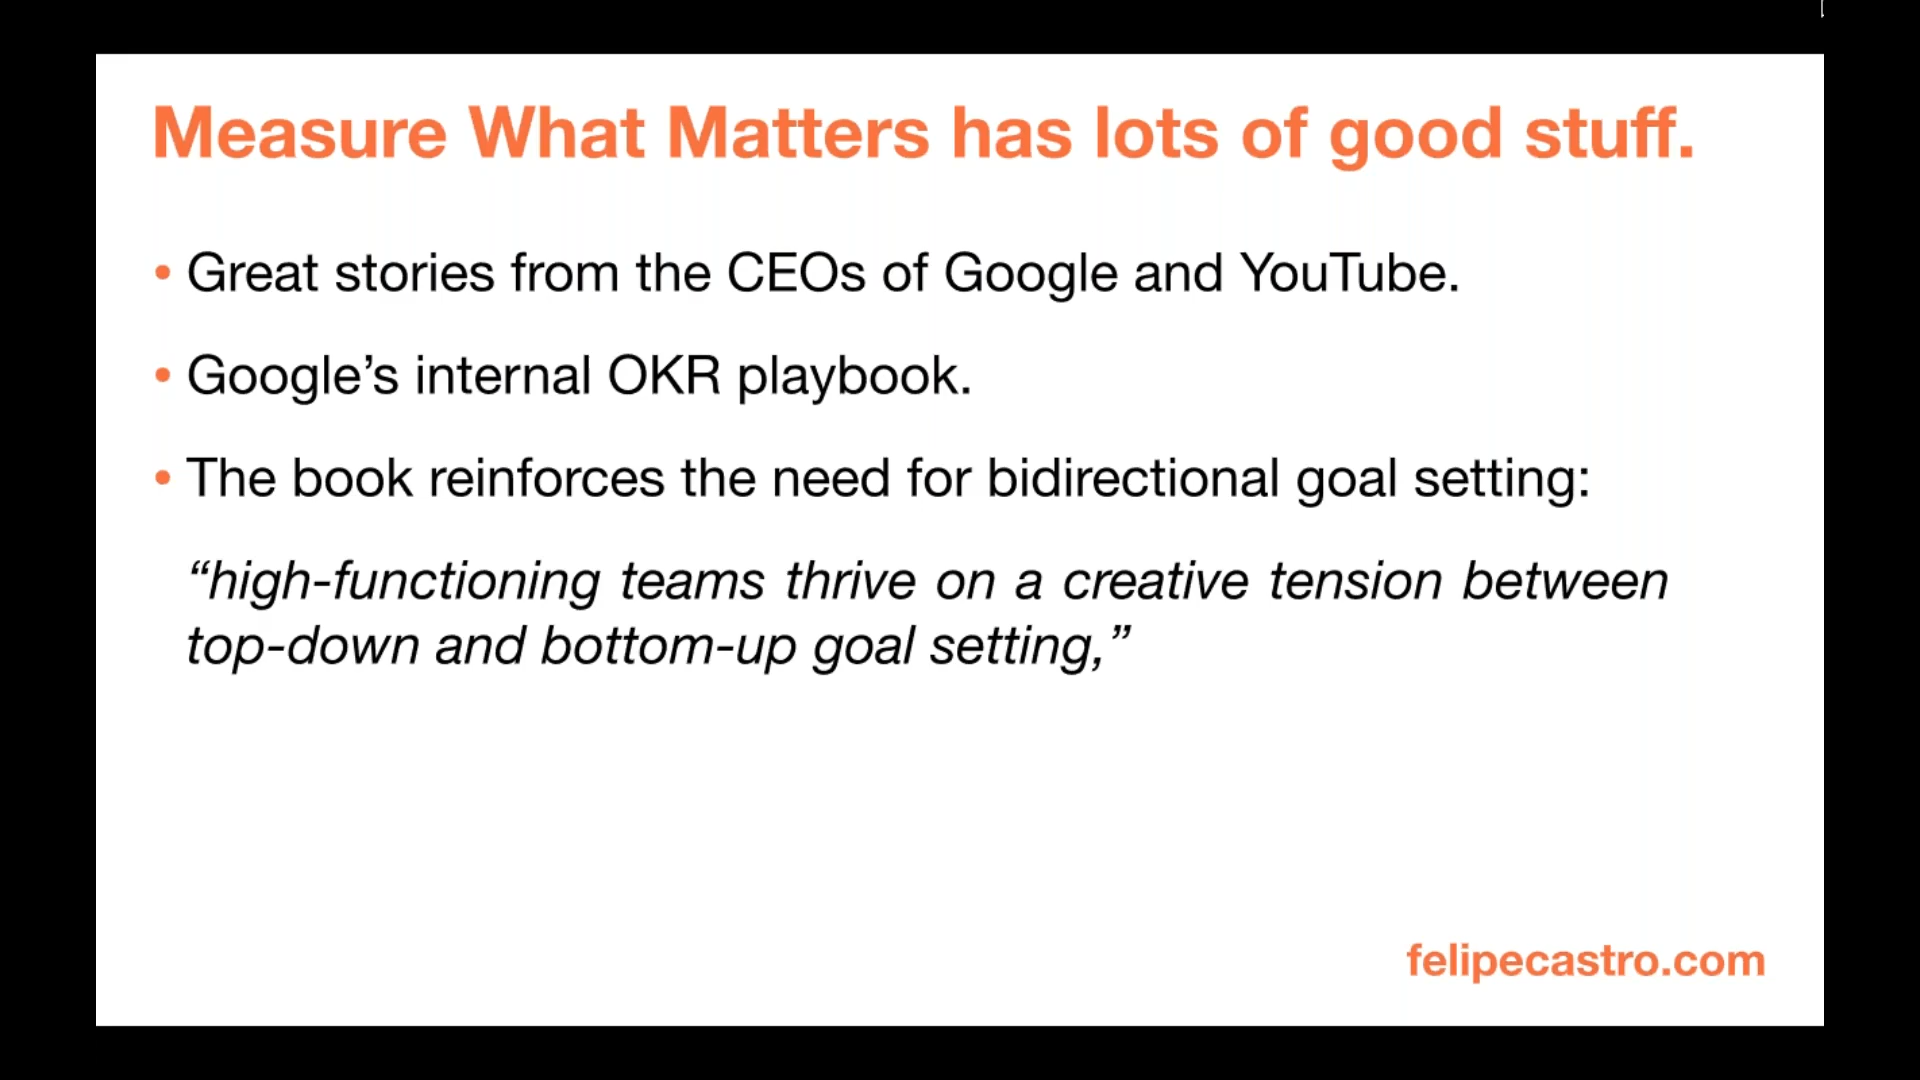 Measure What Matters has lots of good stuff.
• Great stories from the CEOs of Google and YouTube.
• Google’s internal OKR playbook.
• The book reinforces the need for bidirectional goal setting:
“high-functioning teams thrive on a creative tension between
top-down and bottom-up goal setting,”
felipecastro.com